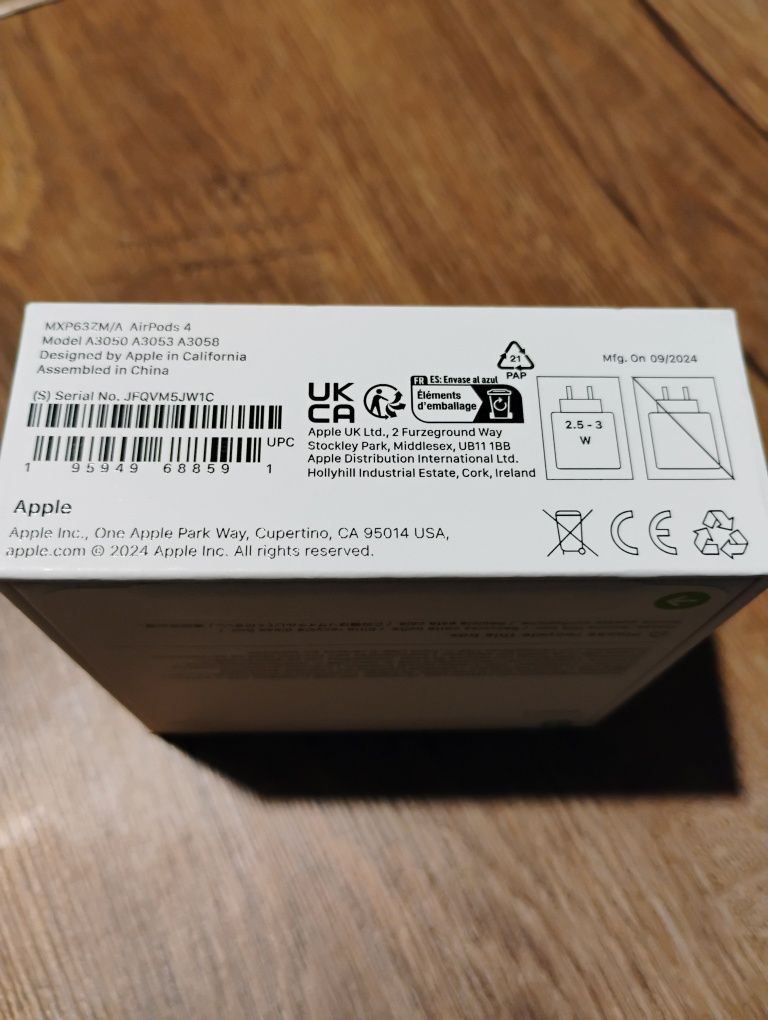 MXP63ZM/A AirPods 4
Model A3050 A3053 A3058
Designed by Apple in California
Assembled in China
(S) Serial No. JFQVM5JW1C
UPC
1 95949 68859 1
UK
CA
FR ES: Envase al azul
Éléments
d'emballage
21
PAP
Mfg. On 09/2024
2.5 - 3
W
Apple UK Ltd., 2 Furzeground Way
Stockley Park, Middlesex, UB11 1BB
Apple Distribution International Ltd.
Hollyhill Industrial Estate, Cork, Ireland
Apple
Apple Inc., One Apple Park Way, Cupertino, CA 95014 USA,
apple.com © 2024 Apple Inc. All rights reserved.
CE
Please recycle this box